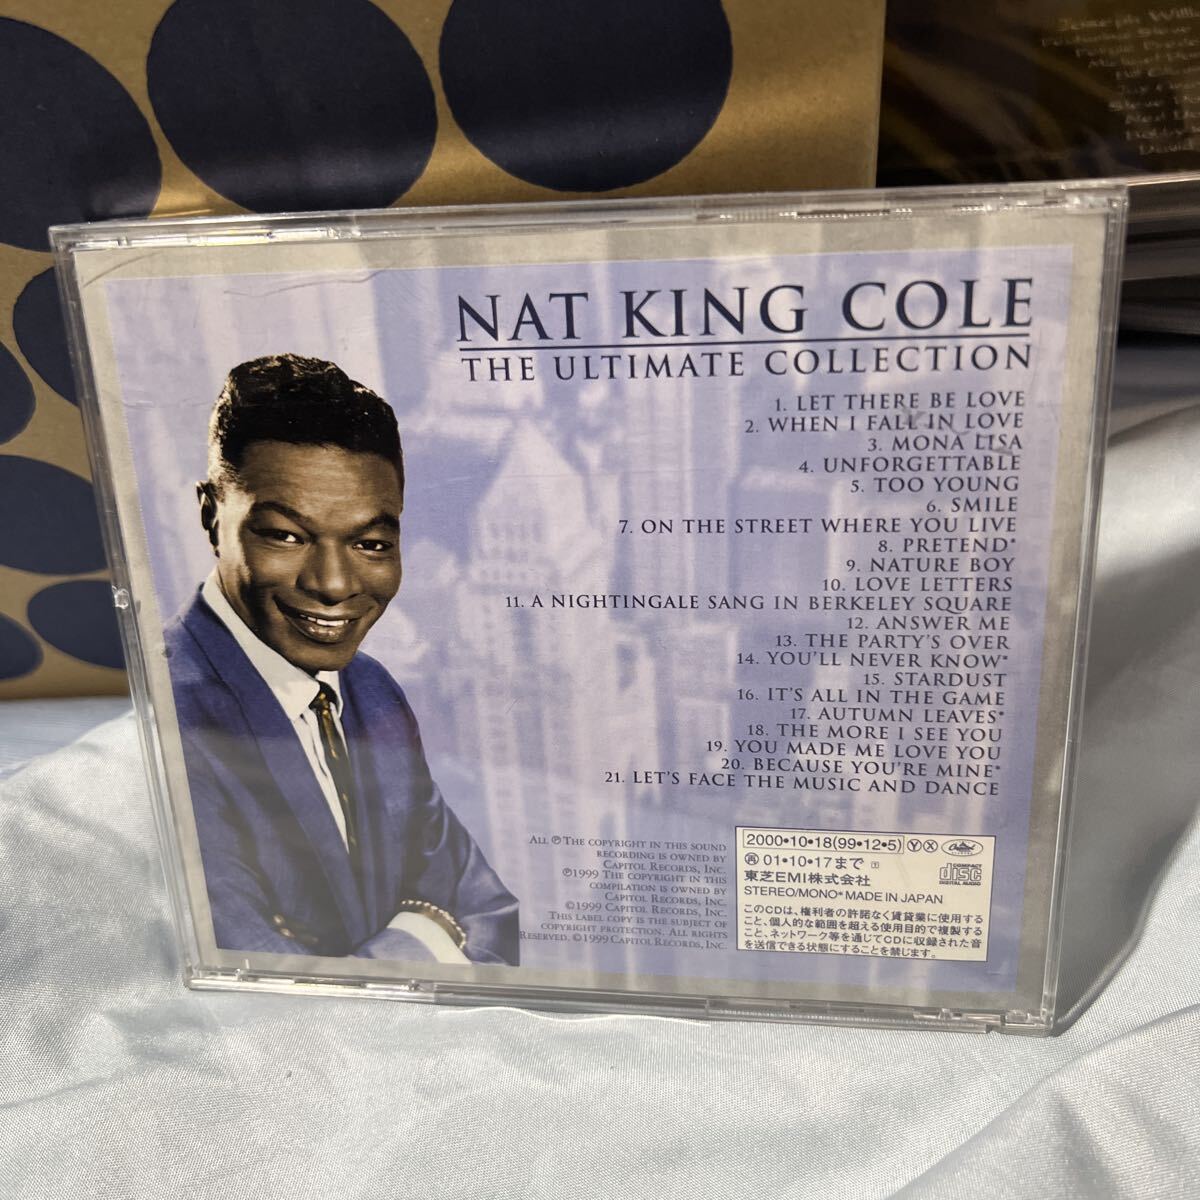 Joseph Willi
NAT KING COLE
THE ULTIMATE COLLECTION
1. LET THERE BE LOVE
2. WHEN I FALL IN LOVE
3. MONA LISA
4. UNFORGETTABLE
5. TOO YOUNG
6. SMILE
7. ON THE STREET WHERE YOU LIVE
8. PRETEND*
9. NATURE BOY
10. LOVE LETTERS
11. A NIGHTINGALE SANG IN BERKELEY SQUARE
12. ANSWER ME
13. THE PARTY'S OVER
14. YOU'LL NEVER KNOW*
15. STARDUST
16. IT'S ALL IN THE GAME
17. AUTUMN LEAVES*
18. THE MORE I SEE YOU
19. YOU MADE ME LOVE YOU
20. BECAUSE YOU'RE MINE*
21. LET'S FACE THE MUSIC AND DANCE
ALL ℗ THE COPYRIGHT IN THIS SOUND
RECORDING IS OWNED BY
CAPITOL RECORDS, INC.
℗1999 THE COPYRIGHT IN THIS
COMPILATION IS OWNED BY
CAPITOL RECORDS, INC.
©1999 CAPITOL RECORDS, INC.
THIS LABEL COPY IS THE SUBJECT OF
COPYRIGHT PROTECTION. ALL RIGHTS
RESERVED. ©1999 CAPITOL RECORDS, INC.
2000•10•18(99•12•5) Ⓨ Ⓧ Capitol
再 01•10•17まで
東芝EMI株式会社
COMPACT disc DIGITAL AUDIO
STEREO/MONO* MADE IN JAPAN
このCDは、権利者の許諾なく賃貸業に使用する
こと、個人的な範囲を超える使用目的で複製する
こと、ネットワーク等を通じてCDに収録された音
を送信できる状態にすることを禁じます。